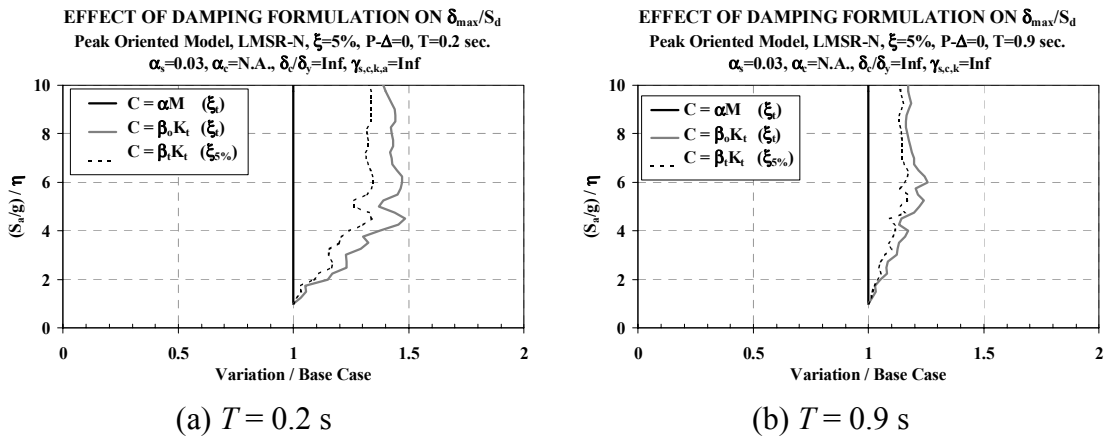 EFFECT OF DAMPING FORMULATION ON δmax/Sd
Peak Oriented Model, LMSR-N, ξ=5%, P-Δ=0, T=0.2 sec.
αs=0.03, αc=N.A., δc/δy=Inf, γs,c,k,a=Inf
(Sa/g) / η
10
8
6
4
2
0
C = αM (ξt)
C = βoKt (ξt)
C = βtKt (ξ5%)
0 0.5 1 1.5 2
Variation / Base Case
(a) T = 0.2 s
EFFECT OF DAMPING FORMULATION ON δmax/Sd
Peak Oriented Model, LMSR-N, ξ=5%, P-Δ=0, T=0.9 sec.
αs=0.03, αc=N.A., δc/δy=Inf, γs,c,k=Inf
(Sa/g) / η
10
8
6
4
2
0
C = αM (ξt)
C = βoKt (ξt)
C = βtKt (ξ5%)
0 0.5 1 1.5 2
Variation / Base Case
(b) T = 0.9 s